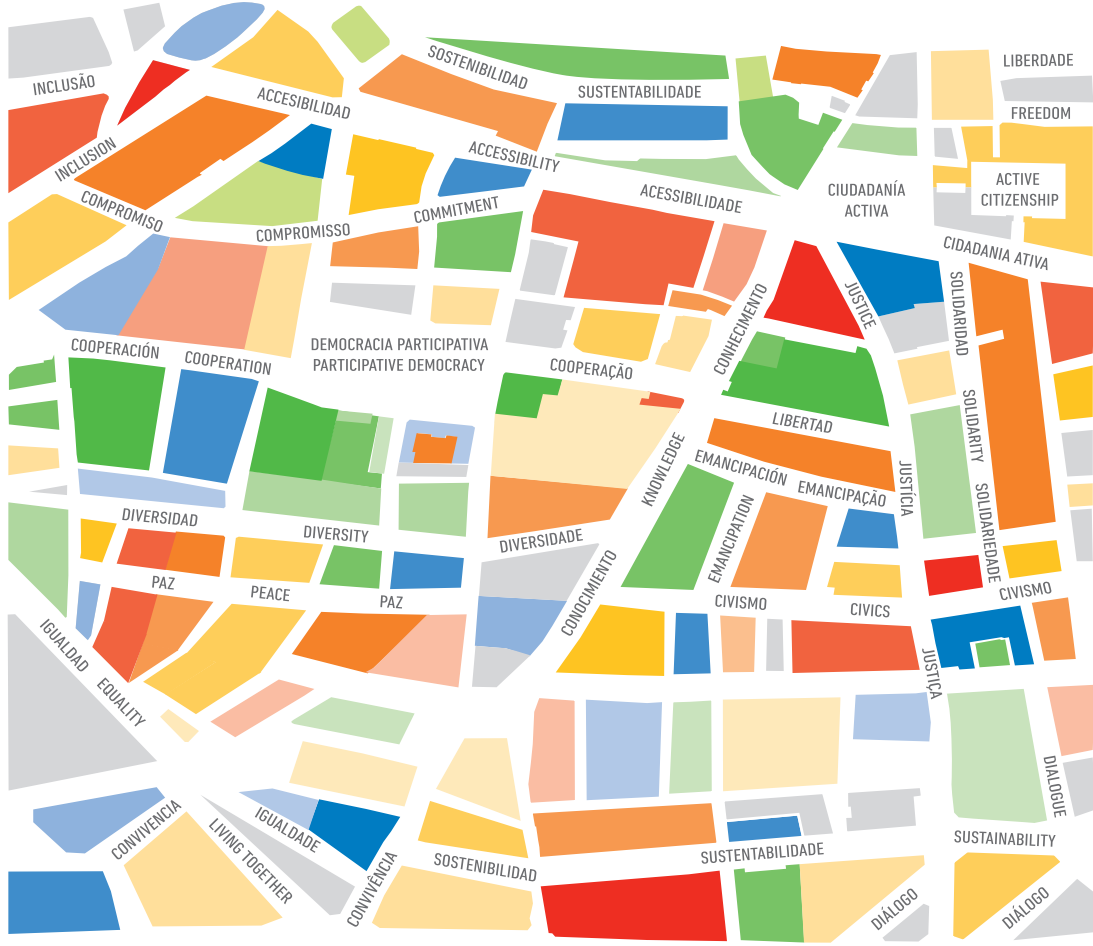 SOSTENIBILIDAD
LIBERDADE
INCLUSÃO
SUSTENTABILIDADE
ACCESIBILIDAD
FREEDOM
INCLUSION
ACCESSIBILITY
ACTIVE
CITIZENSHIP
CIUDADANÍA
ACTIVA
ACESSIBILIDADE
COMPROMISO
COMMITMENT
COMPROMISSO
CIDADANIA ATIVA
JUSTICE
SOLIDARIDAD
CONHECIMENTO
COOPERACIÓN
COOPERATION
DEMOCRACIA PARTICIPATIVA
PARTICIPATIVE DEMOCRACY
COOPERAÇÃO
LIBERTAD
SOLIDARITY
KNOWLEDGE
EMANCIPACIÓN
EMANCIPAÇÃO
JUSTÍCIA
SOLIDARIEDADE
DIVERSIDAD
DIVERSITY
DIVERSIDADE
EMANCIPATION
PAZ
PEACE
PAZ
CONOCIMIENTO
CIVISMO
CIVICS
CIVISMO
IGUALDAD
JUSTIÇA
EQUALITY
DIALOGUE
CONVIVENCIA
LIVING TOGETHER
IGUALDADE
CONVIVÊNCIA
SOSTENIBILIDAD
SUSTENTABILIDADE
SUSTAINABILITY
DIÁLOGO
DIÁLOGO